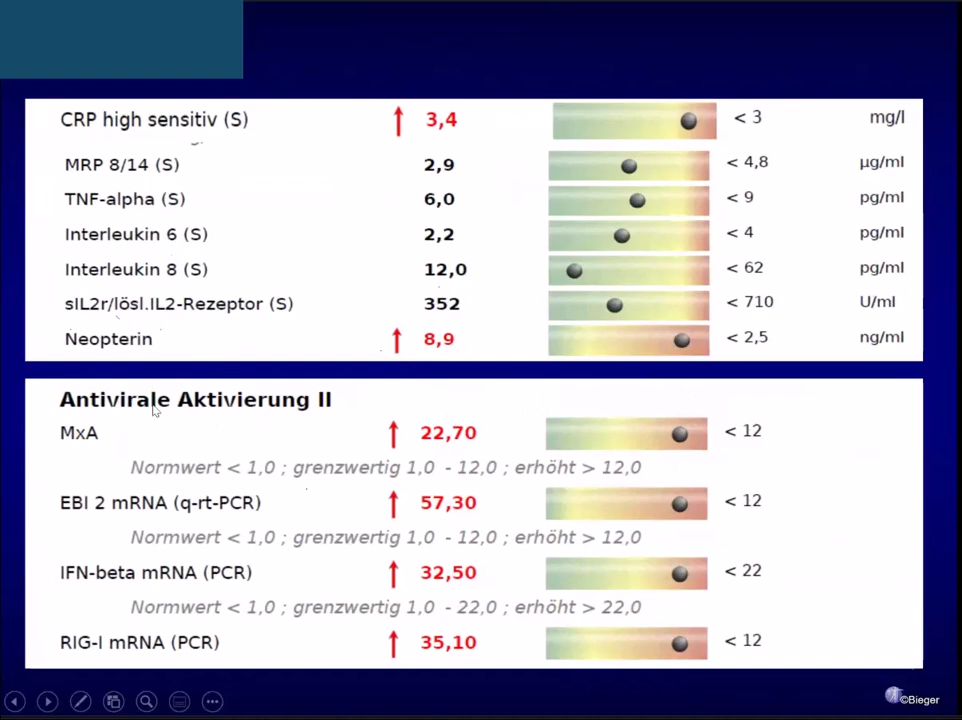 CRP high sensitiv (S) 3,4 < 3 mg/l
MRP 8/14 (S) 2,9 < 4,8 µg/ml
TNF-alpha (S) 6,0 < 9 pg/ml
Interleukin 6 (S) 2,2 < 4 pg/ml
Interleukin 8 (S) 12,0 < 62 pg/ml
sIL2r/lösl.IL2-Rezeptor (S) 352 < 710 U/ml
Neopterin 8,9 < 2,5 ng/ml
Antivirale Aktivierung II
MxA 22,70 < 12
Normwert < 1,0 ; grenzwertig 1,0 - 12,0 ; erhöht > 12,0
EBI 2 mRNA (q-rt-PCR) 57,30 < 12
Normwert < 1,0 ; grenzwertig 1,0 - 12,0 ; erhöht > 12,0
IFN-beta mRNA (PCR) 32,50 < 22
Normwert < 1,0 ; grenzwertig 1,0 - 22,0 ; erhöht > 22,0
RIG-I mRNA (PCR) 35,10 < 12
©Bieger